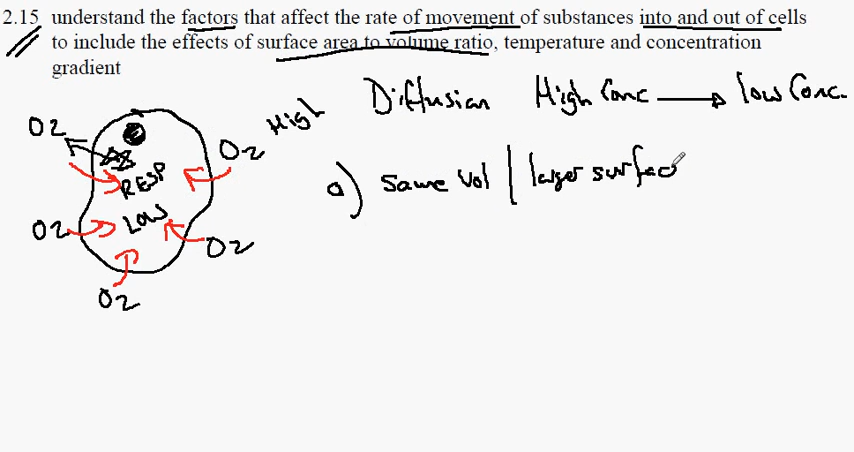 2.15 understand the factors that affect the rate of movement of substances into and out of cells
to include the effects of surface area to volume ratio, temperature and concentration
gradient
Diffusion High Conc → low Conc.
High
O2
O2
RESP
a) Same Vol | larger surfac
LOW
O2
O2
O2